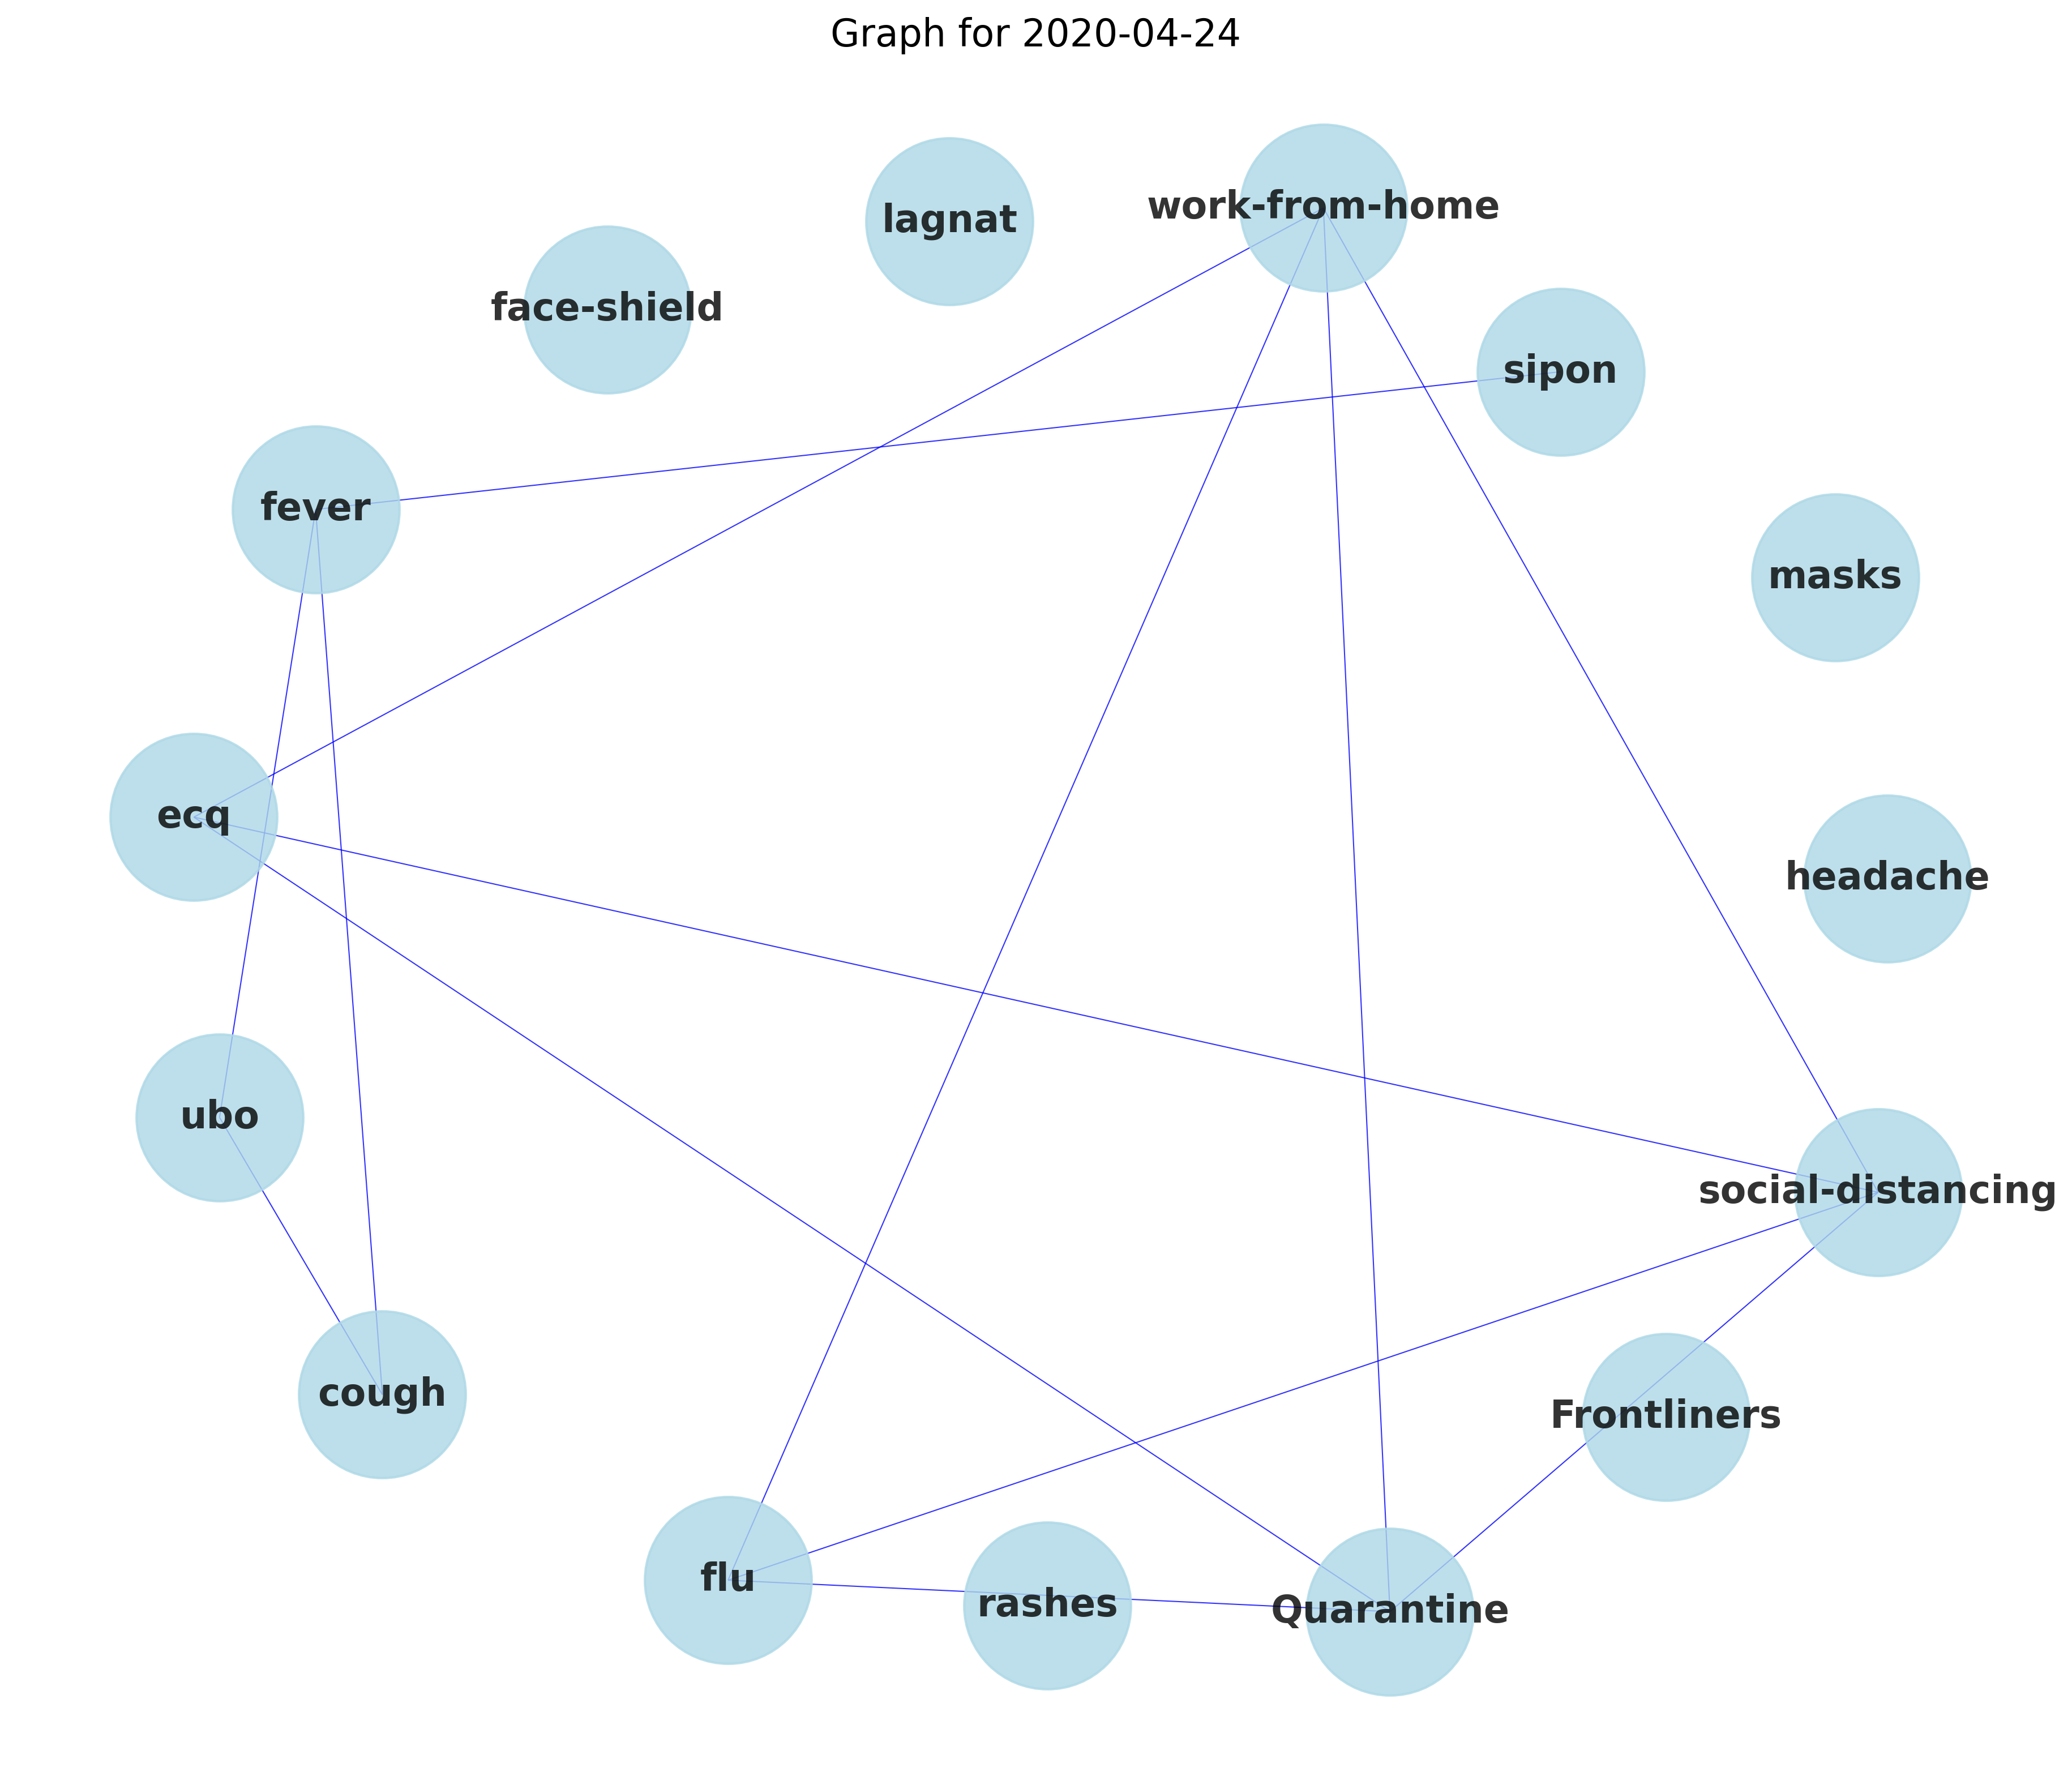 Graph for 2020-04-24
work-from-home
lagnat
face-shield
sipon
fever
masks
ecq
headache
ubo
social-distancing
cough
Frontliners
flu
rashes
Quarantine